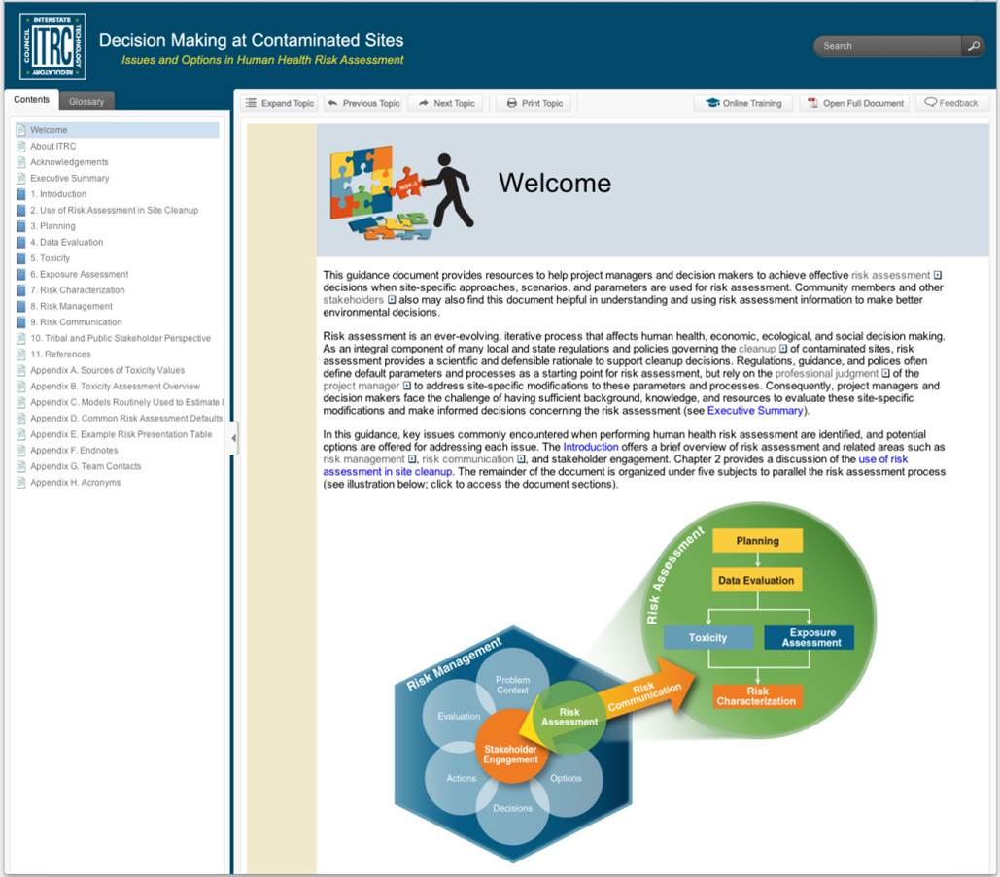 INTERSTATE
COUNCIL
ITRC
TECHNOLOGY
REGULATORY
Decision Making at Contaminated Sites
Issues and Options in Human Health Risk Assessment
Search
Contents
Glossary
Expand Topic
Previous Topic
Next Topic
Print Topic
Online Training
Open Full Document
Feedback
Welcome
About ITRC
Acknowledgements
Executive Summary
1. Introduction
2. Use of Risk Assessment in Site Cleanup
3. Planning
4. Data Evaluation
5. Toxicity
6. Exposure Assessment
7. Risk Characterization
8. Risk Management
9. Risk Communication
10. Tribal and Public Stakeholder Perspective
11. References
Appendix A. Sources of Toxicity Values
Appendix B. Toxicity Assessment Overview
Appendix C. Models Routinely Used to Estimate E
Appendix D. Common Risk Assessment Defaults
Appendix E. Example Risk Presentation Table
Appendix F. Endnotes
Appendix G. Team Contacts
Appendix H. Acronyms
RISK-3
Welcome
This guidance document provides resources to help project managers and decision makers to achieve effective risk assessment
decisions when site-specific approaches, scenarios, and parameters are used for risk assessment. Community members and other
stakeholders also may also find this document helpful in understanding and using risk assessment information to make better
environmental decisions.
Risk assessment is an ever-evolving, iterative process that affects human health, economic, ecological, and social decision making.
As an integral component of many local and state regulations and policies governing the cleanup of contaminated sites, risk
assessment provides a scientific and defensible rationale to support cleanup decisions. Regulations, guidance, and polices often
define default parameters and processes as a starting point for risk assessment, but rely on the professional judgment of the
project manager to address site-specific modifications to these parameters and processes. Consequently, project managers and
decision makers face the challenge of having sufficient background, knowledge, and resources to evaluate these site-specific
modifications and make informed decisions concerning the risk assessment (see Executive Summary).
In this guidance, key issues commonly encountered when performing human health risk assessment are identified, and potential
options are offered for addressing each issue. The Introduction offers a brief overview of risk assessment and related areas such as
risk management, risk communication, and stakeholder engagement. Chapter 2 provides a discussion of the use of risk
assessment in site cleanup. The remainder of the document is organized under five subjects to parallel the risk assessment process
(see illustration below; click to access the document sections).
Risk Assessment
Planning
Data Evaluation
Toxicity
Exposure
Assessment
Risk
Characterization
Risk
Communication
Risk Management
Problem
Context
Evaluation
Risk
Assessment
Stakeholder
Engagement
Actions
Options
Decisions